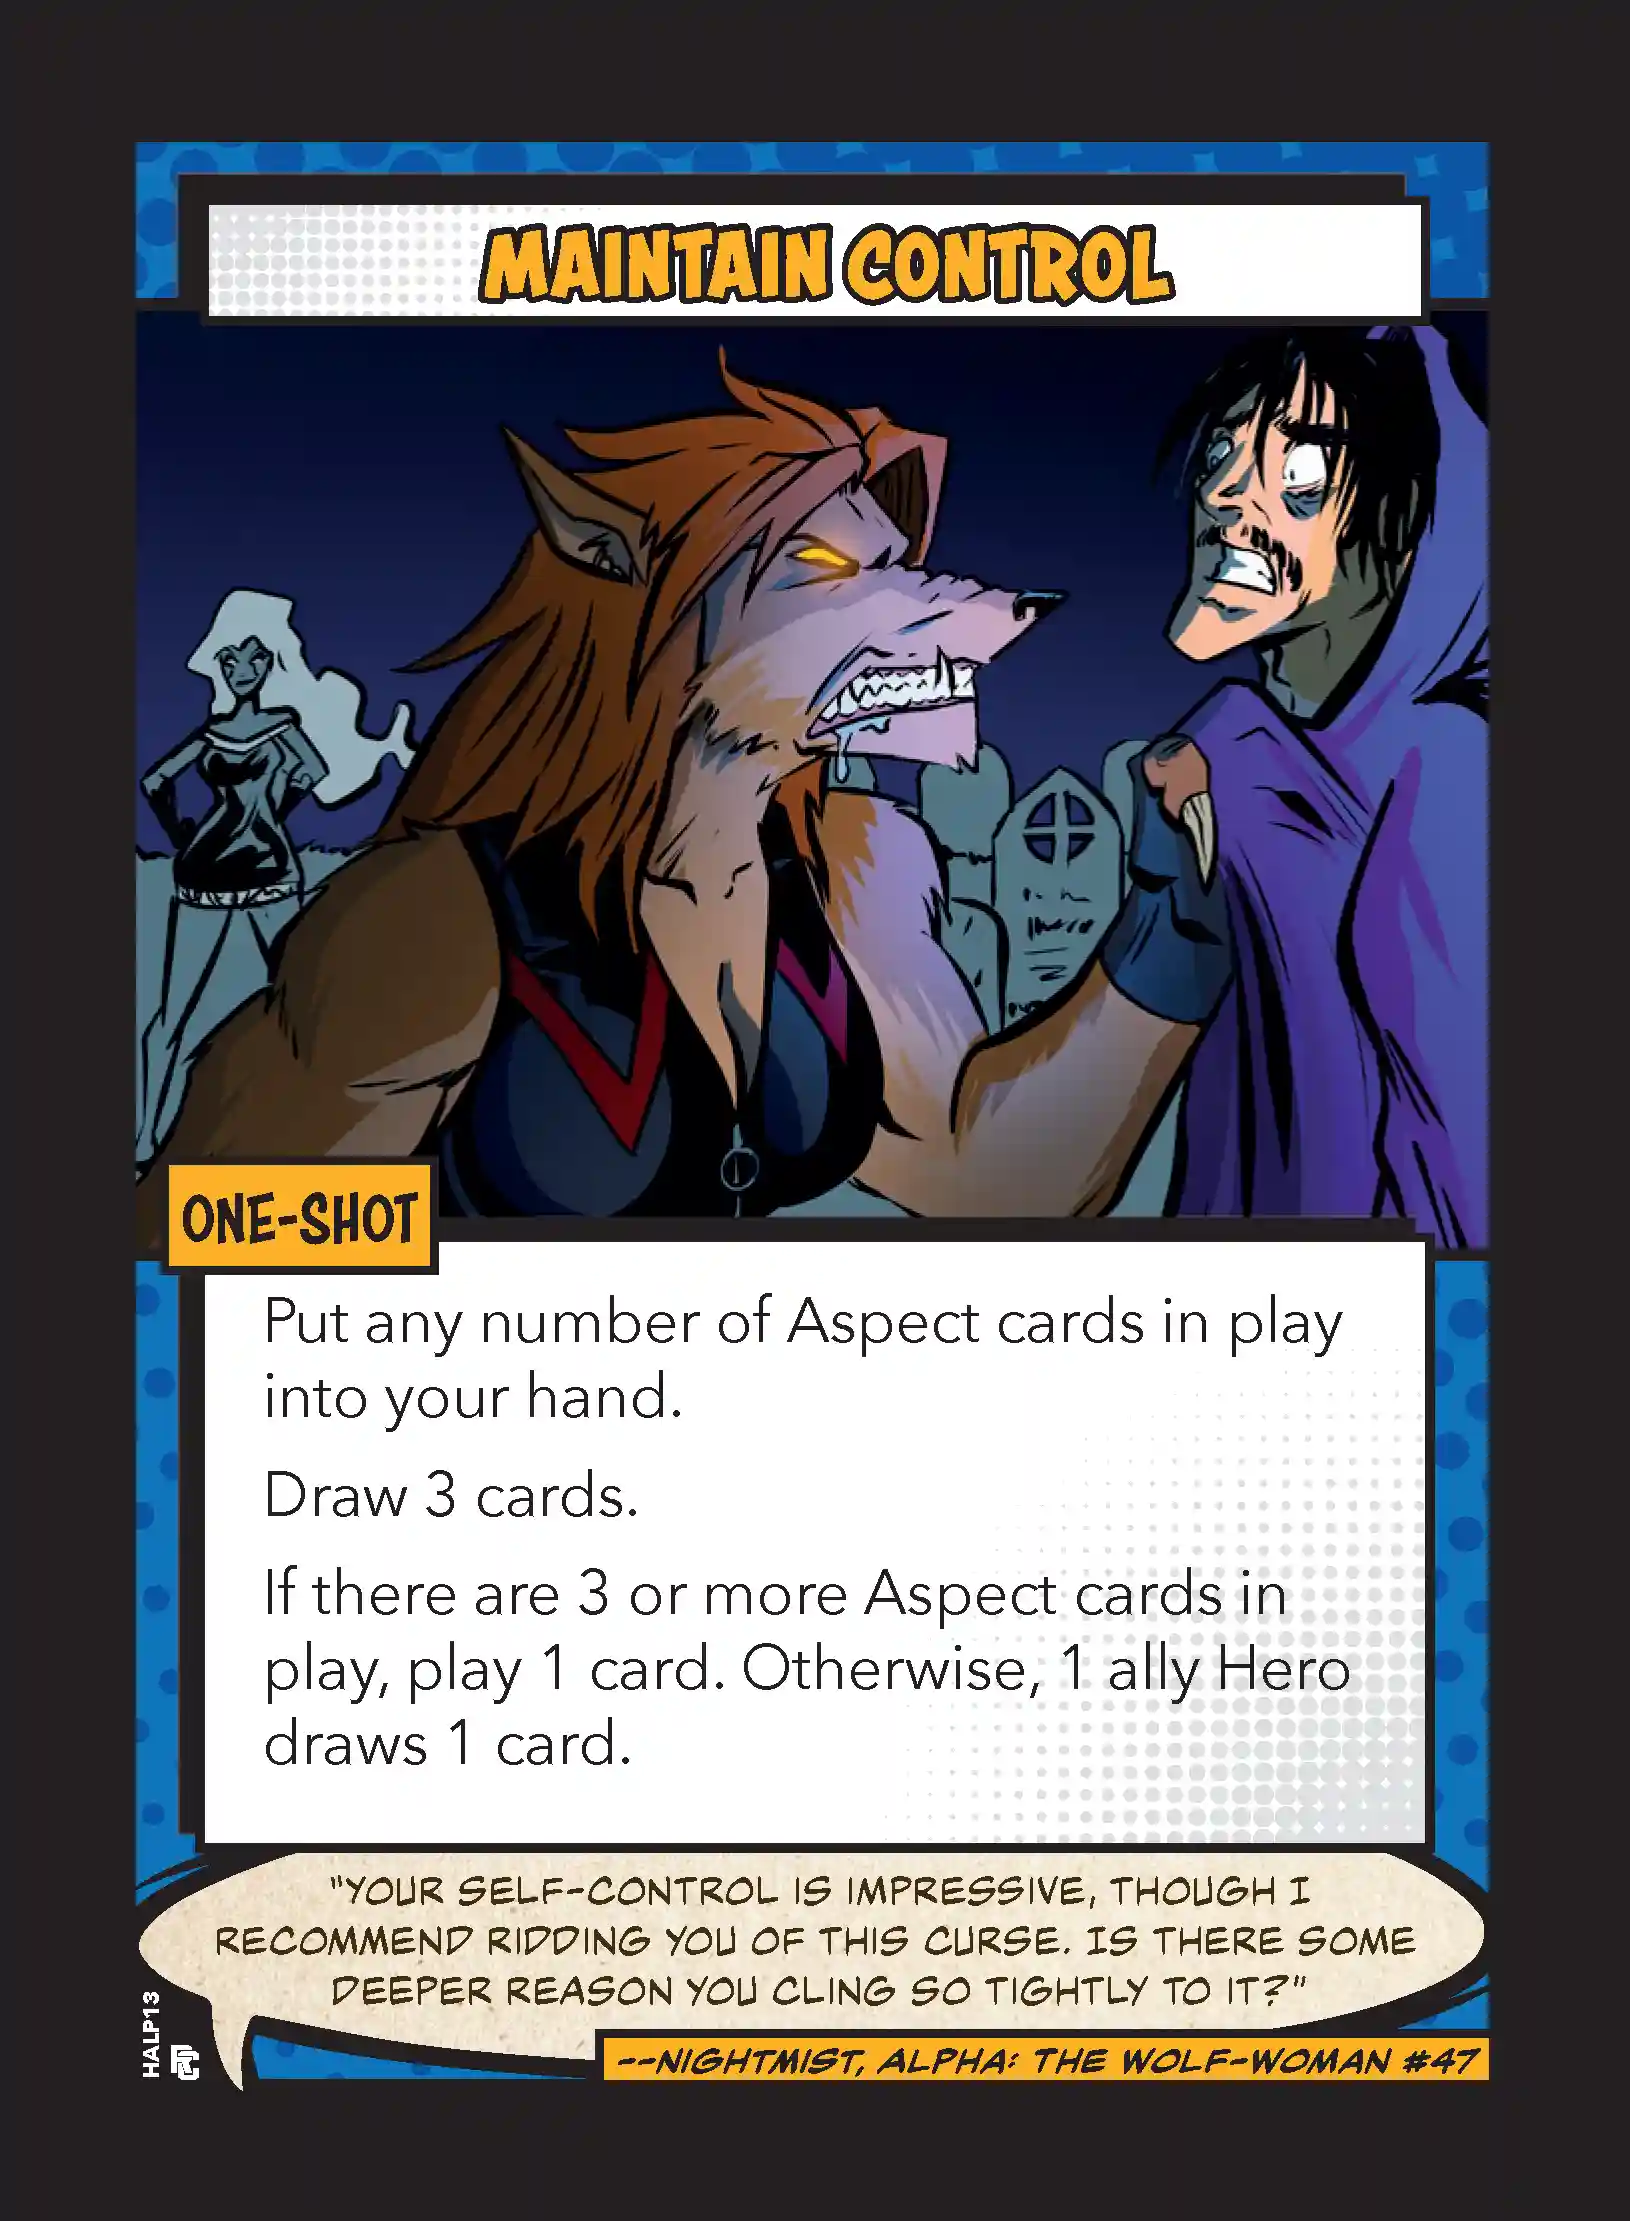 MAINTAIN CONTROL
ONE-SHOT
Put any number of Aspect cards in play
into your hand.
Draw 3 cards.
If there are 3 or more Aspect cards in
play, play 1 card. Otherwise, 1 ally Hero
draws 1 card.
"YOUR SELF-CONTROL IS IMPRESSIVE, THOUGH I
RECOMMEND RIDDING YOU OF THIS CURSE. IS THERE SOME
DEEPER REASON YOU CLING SO TIGHTLY TO IT?"
--NIGHTMIST, ALPHA: THE WOLF-WOMAN #47
HALP13